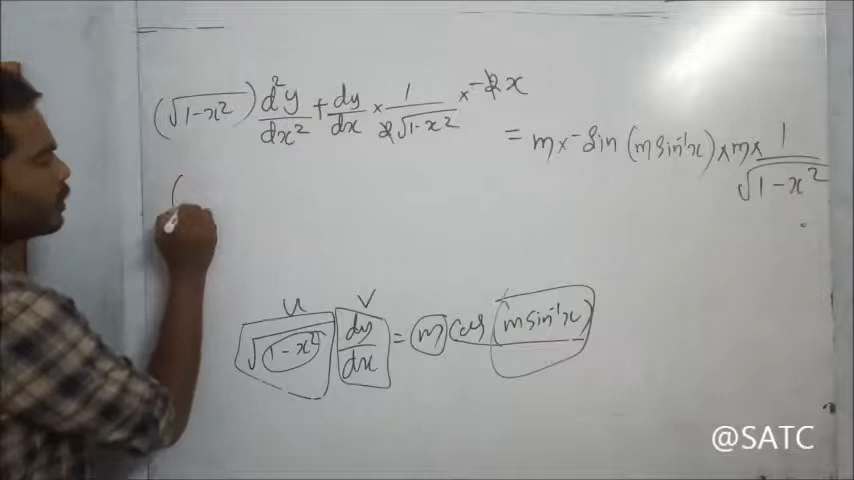 (√1-x²) d²y/dx² + dy/dx × 1/2√1-x² × -2x
= m × -sin (m sin⁻¹x) × m × 1/√1-x²
(
u v
√1-x² dy/dx = m cos (m sin⁻¹x)
@SATC